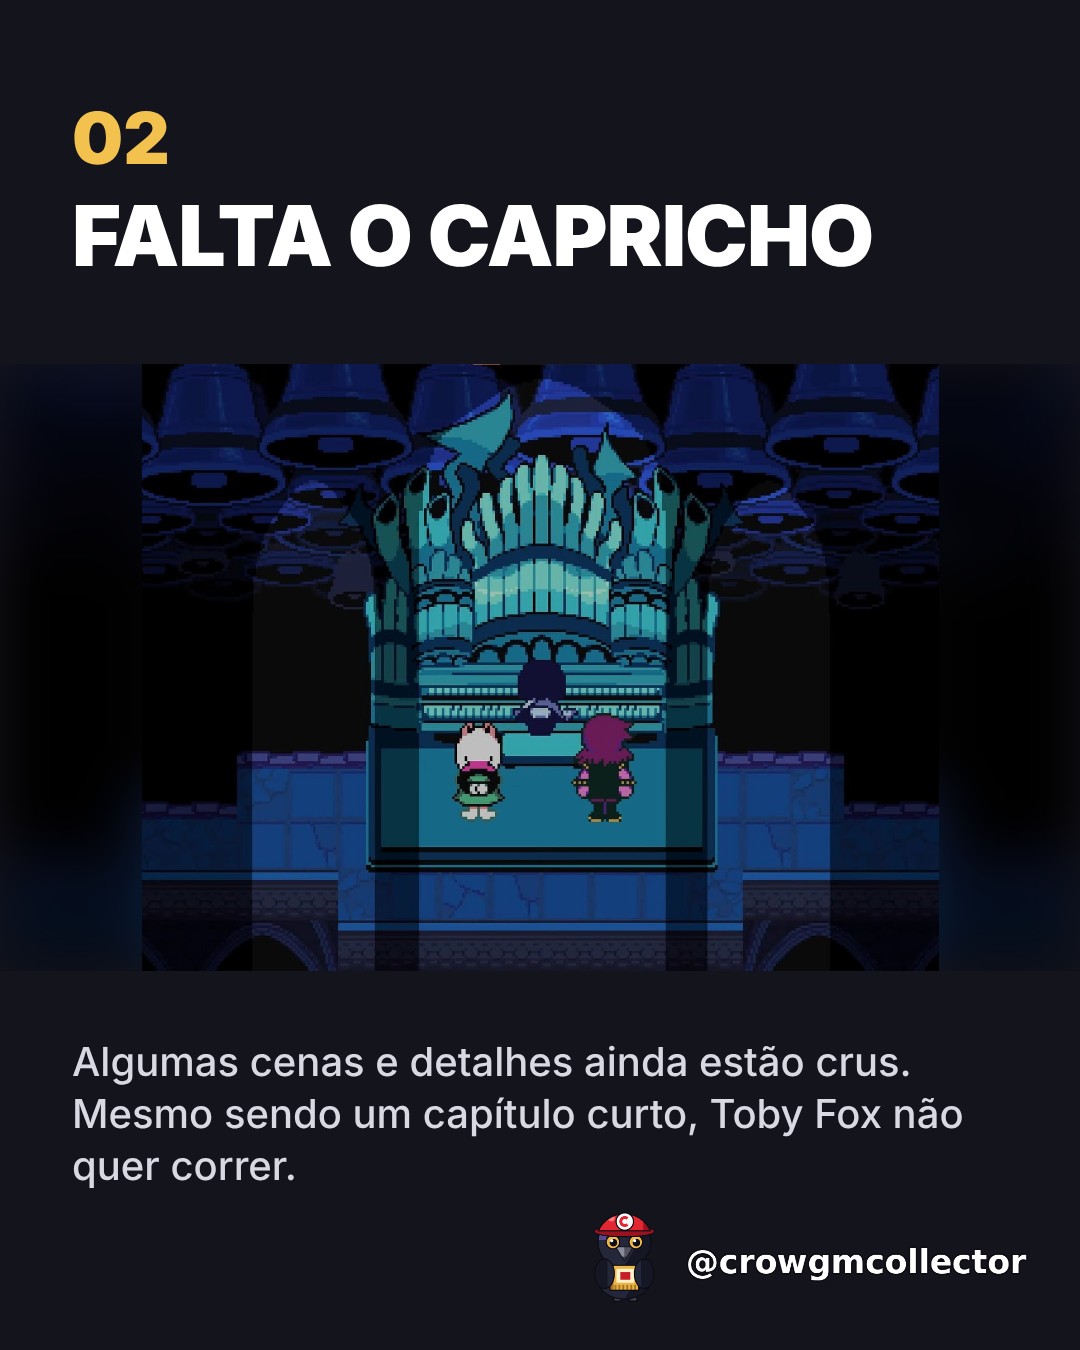 02
FALTA O CAPRICHO
Algumas cenas e detalhes ainda estão crus.
Mesmo sendo um capítulo curto, Toby Fox não
quer correr.
C
@crowgmcollector